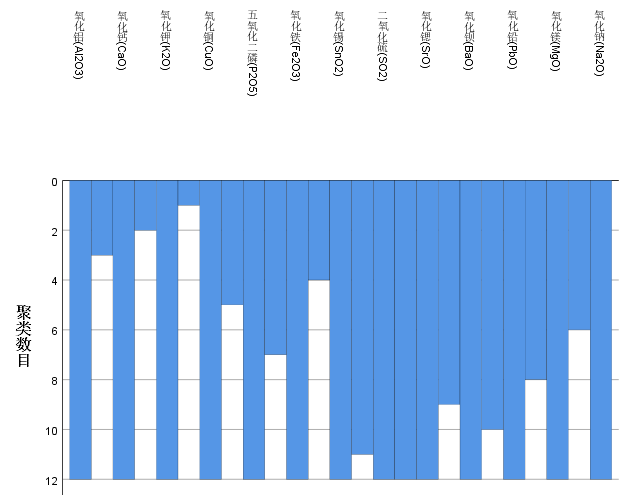 氧化铝(Al2O3)
氧化钙(CaO)
氧化钾(K2O)
氧化铜(CuO)
五氧化二磷(P2O5)
氧化铁(Fe2O3)
氧化锡(SnO2)
二氧化硫(SO2)
氧化锶(SrO)
氧化钡(BaO)
氧化铅(PbO)
氧化镁(MgO)
氧化钠(Na2O)
聚类数目
0
2
4
6
8
10
12